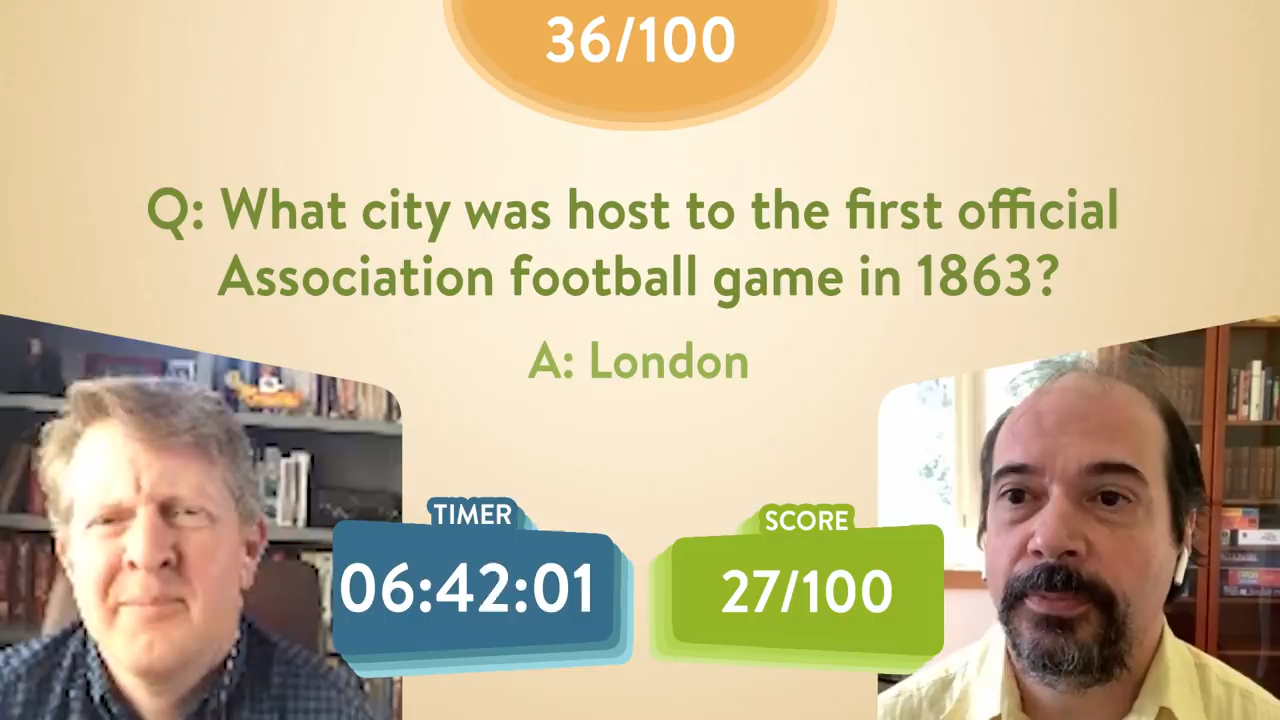 36/100
Q: What city was host to the first official
Association football game in 1863?
A: London
TIMER
06:42:01
SCORE
27/100